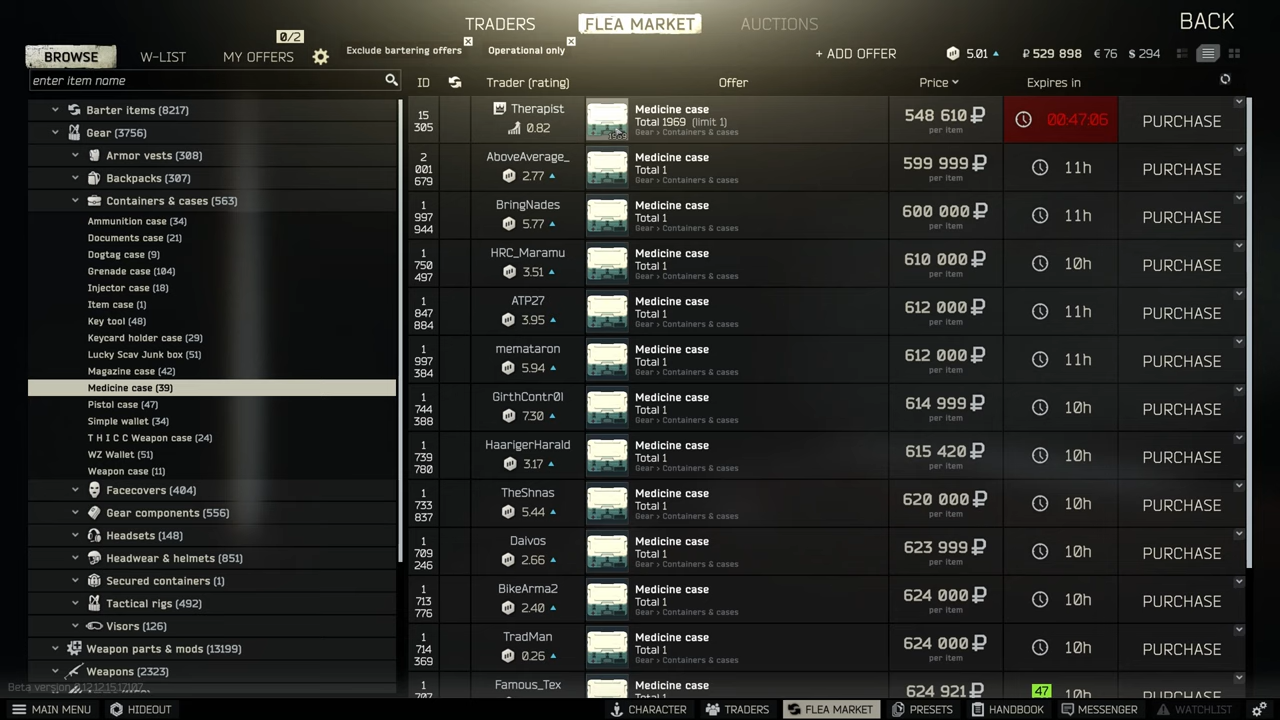 TRADERS
FLEA MARKET
AUCTIONS
BACK
BROWSE
W-LIST
0/2
MY OFFERS
Exclude bartering offers
Operational only
+ ADD OFFER
5.01
₽ 529 898
€ 76
$ 294
enter item name
ID
Trader (rating)
Offer
Price
Expires in
Barter items (8217)
Gear (3756)
Armor vests (308)
Backpacks (307)
Containers & cases (563)
Ammunition case (34)
Documents case (21)
Dogtag case
Grenade case
Injector case (18)
Item case (1)
Key tool (48)
Keycard holder case (29)
Lucky Scav Junk box
Magazine case (42)
Medicine case (39)
Pistol case (47)
Simple wallet (34)
T H I C C Weapon case (24)
WZ Wallet (51)
Weapon case (11)
Facecovers (404)
Gear components (556)
Headsets (148)
Headwear & helmets (851)
Secured containers (1)
Tactical rigs (492)
Visors (126)
Weapon (13199)
Weapons
Beta version
15 305
Therapist
0.82
Medicine case
Total 1969 (limit 1)
Gear > Containers & cases
548 610 ₽
per item
00:47:06
PURCHASE
2 001 679
AboveAverage_
2.77
Medicine case
Total 1
Gear > Containers & cases
599 999 ₽
per item
11h
PURCHASE
1 997 944
BringNades
5.77
Medicine case
Total 1
Gear > Containers & cases
600 000 ₽
per item
11h
PURCHASE
1 758 497
HRC_Maramu
3.51
Medicine case
Total 1
Gear > Containers & cases
610 000 ₽
per item
10h
PURCHASE
1 847 884
ATP27
3.95
Medicine case
Total 1
Gear > Containers & cases
612 000 ₽
per item
11h
PURCHASE
1 997 384
memataron
5.94
Medicine case
Total 1
Gear > Containers & cases
612 000 ₽
per item
11h
PURCHASE
1 744 308
GirthContr0l
7.30
Medicine case
Total 1
Gear > Containers & cases
614 999 ₽
per item
10h
PURCHASE
1 739 780
HaarigerHarald
3.17
Medicine case
Total 1
Gear > Containers & cases
615 420 ₽
per item
10h
PURCHASE
1 733 837
TheShnas
5.44
Medicine case
Total 1
Gear > Containers & cases
620 000 ₽
per item
10h
PURCHASE
1 709 246
Daivos
2.66
Medicine case
Total 1
Gear > Containers & cases
623 995 ₽
per item
10h
PURCHASE
1 713 776
BikeArma2
2.40
Medicine case
Total 1
Gear > Containers & cases
624 000 ₽
per item
10h
PURCHASE
1 714 369
TradMan
0.26
Medicine case
Total 1
Gear > Containers & cases
624 000 ₽
per item
10h
PURCHASE
Famous_Tex
Medicine case
47
MAIN MENU
HIDEOUT
CHARACTER
TRADERS
FLEA MARKET
PRESETS
HANDBOOK
MESSENGER
WATCHLIST